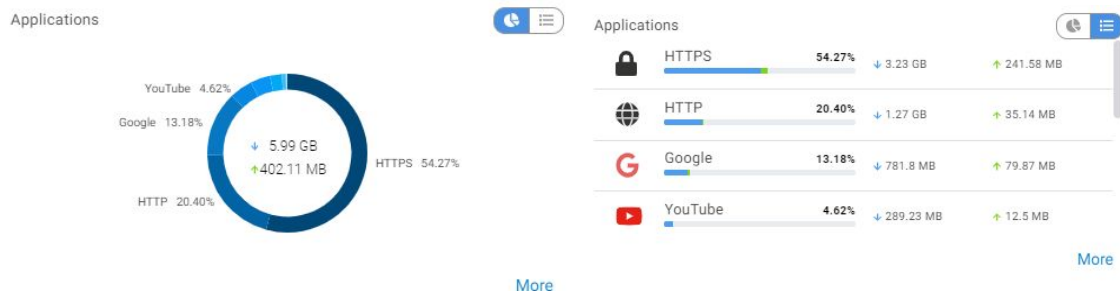 Applications
YouTube 4.62%
Google 13.18%
↓ 5.99 GB
↑402.11 MB
HTTPS 54.27%
HTTP 20.40%
More
Applications
HTTPS 54.27% ↓ 3.23 GB ↑ 241.58 MB
HTTP 20.40% ↓ 1.27 GB ↑ 35.14 MB
Google 13.18% ↓ 781.8 MB ↑ 79.87 MB
YouTube 4.62% ↓ 289.23 MB ↑ 12.5 MB
More